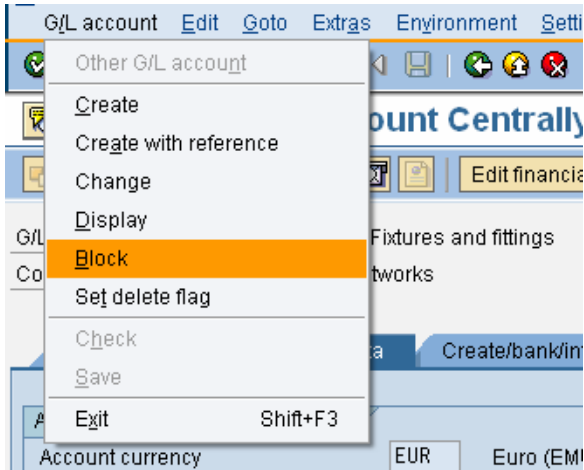 G/L account Edit Goto Extras Environment Setti
Other G/L account
Create
ount Centrally
Create with reference
Change
Edit financia
Display
G/L
Fixtures and fittings
Block
Co
tworks
Set delete flag
Check
a
Create/bank/in
Save
A
Exit Shift+F3
Account currency EUR Euro (EMU